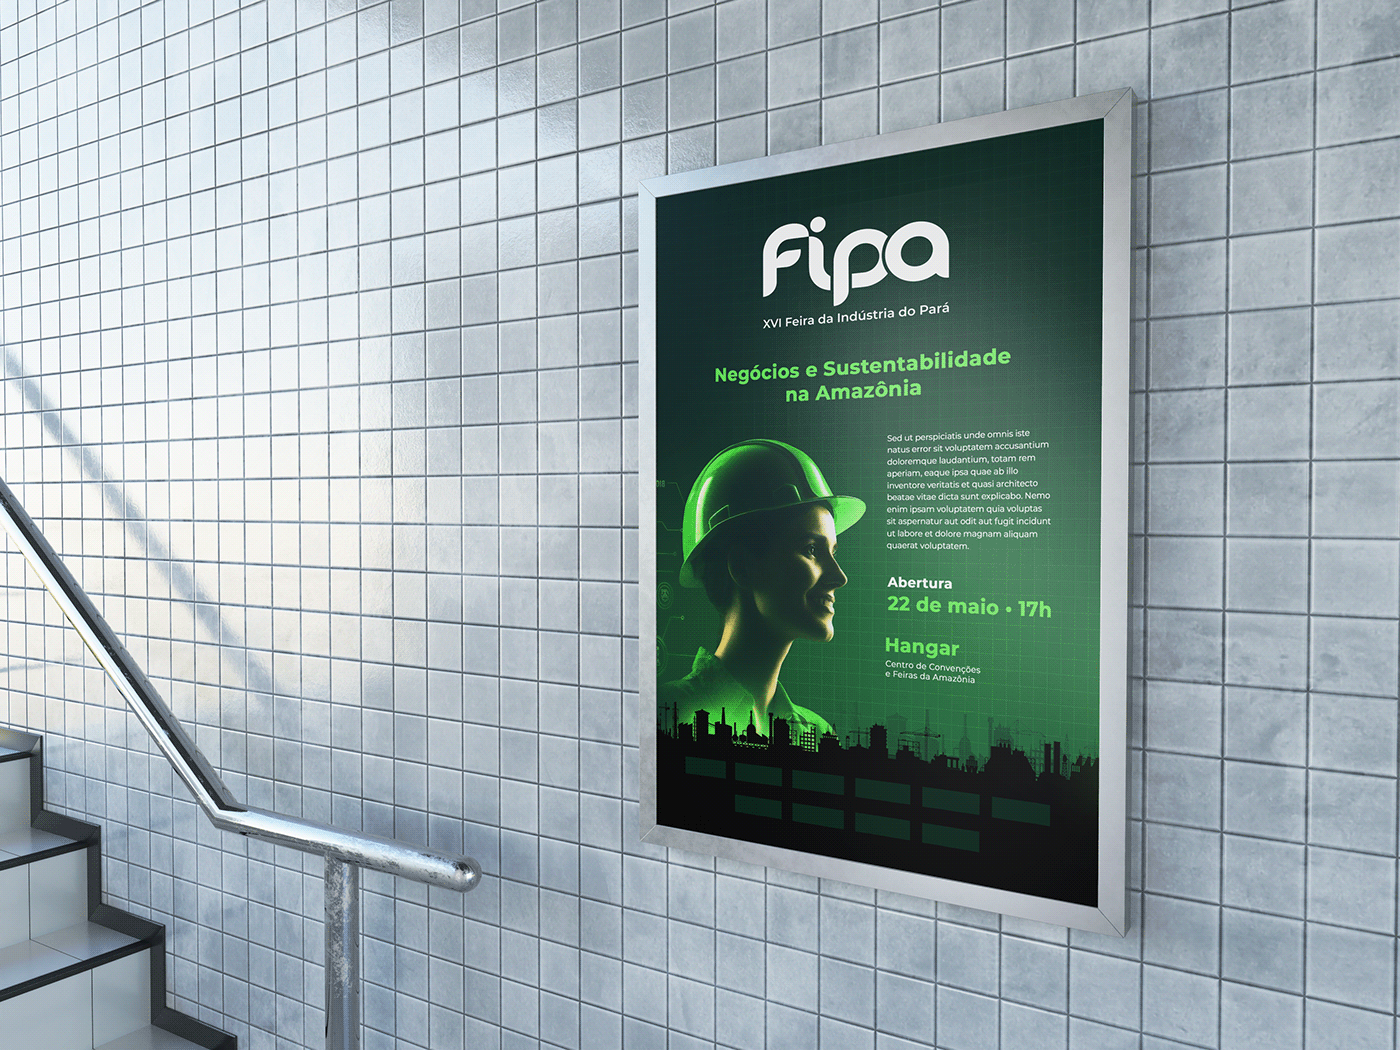 fipa
XVI Feira da Indústria do Pará
Negócios e Sustentabilidade
na Amazônia
Sed ut perspiciatis unde omnis iste
natus error sit voluptatem accusantium
doloremque laudantium, totam rem
aperiam, eaque ipsa quae ab illo
inventore veritatis et quasi architecto
beatae vitae dicta sunt explicabo. Nemo
enim ipsam voluptatem quia voluptas
sit aspernatur aut odit aut fugit incidunt
ut labore et dolore magnam aliquam
quaerat voluptatem.
Abertura
22 de maio • 17h
Hangar
Centro de Convenções
e Feiras da Amazônia